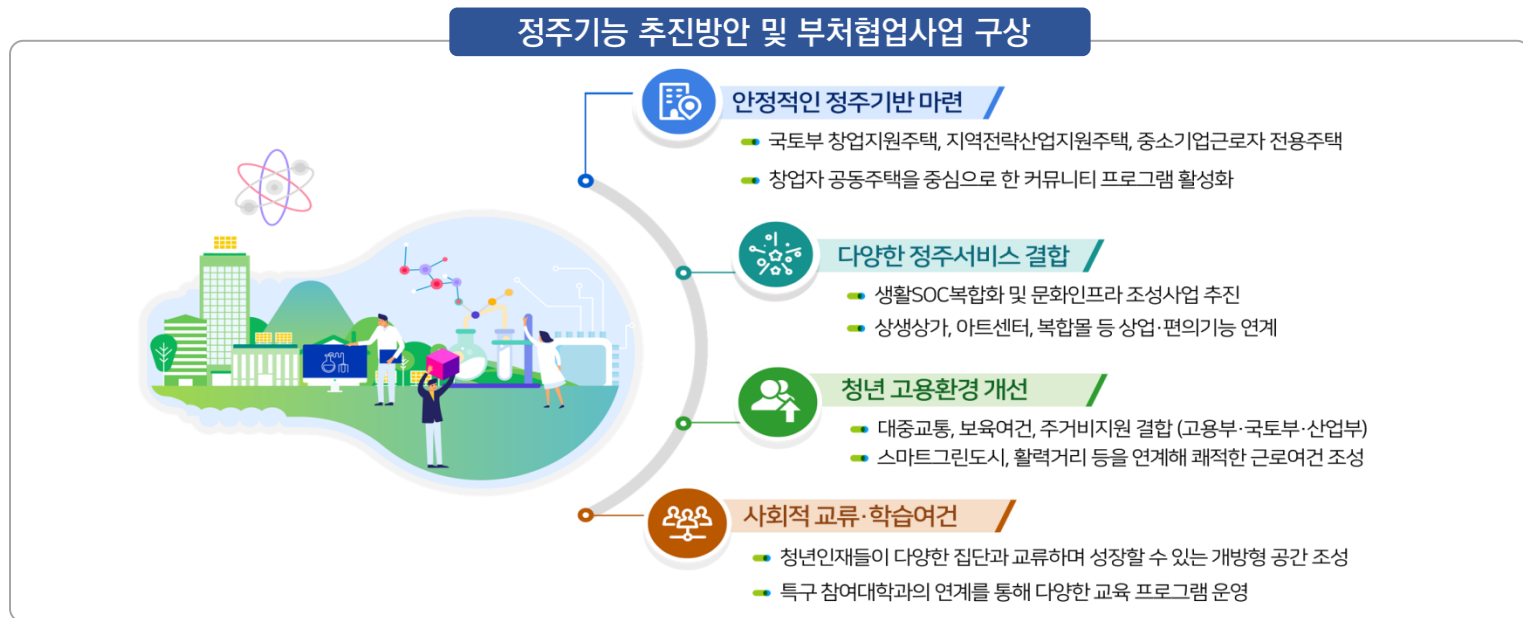 정주기능 추진방안 및 부처협업사업 구상
안정적인 정주기반 마련
국토부 창업지원주택, 지역전략산업지원주택, 중소기업근로자 전용주택
창업자 공동주택을 중심으로 한 커뮤니티 프로그램 활성화
다양한 정주서비스 결합
생활SOC복합화 및 문화인프라 조성사업 추진
상생상가, 아트센터, 복합몰 등 상업·편의기능 연계
청년 고용환경 개선
대중교통, 보육여건, 주거비지원 결합 (고용부·국토부·산업부)
스마트그린도시, 활력거리 등을 연계해 쾌적한 근로여건 조성
사회적 교류·학습여건
청년인재들이 다양한 집단과 교류하며 성장할 수 있는 개방형 공간 조성
특구 참여대학과의 연계를 통해 다양한 교육 프로그램 운영